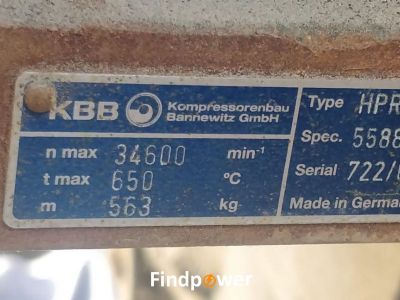 KBB Kompressorenbau
Bannewitz GmbH
Type HPR
n max 34600 min⁻¹
Spec. 5588
t max 650 °C
Serial 722/
m 563 kg
Made in German
Findpower